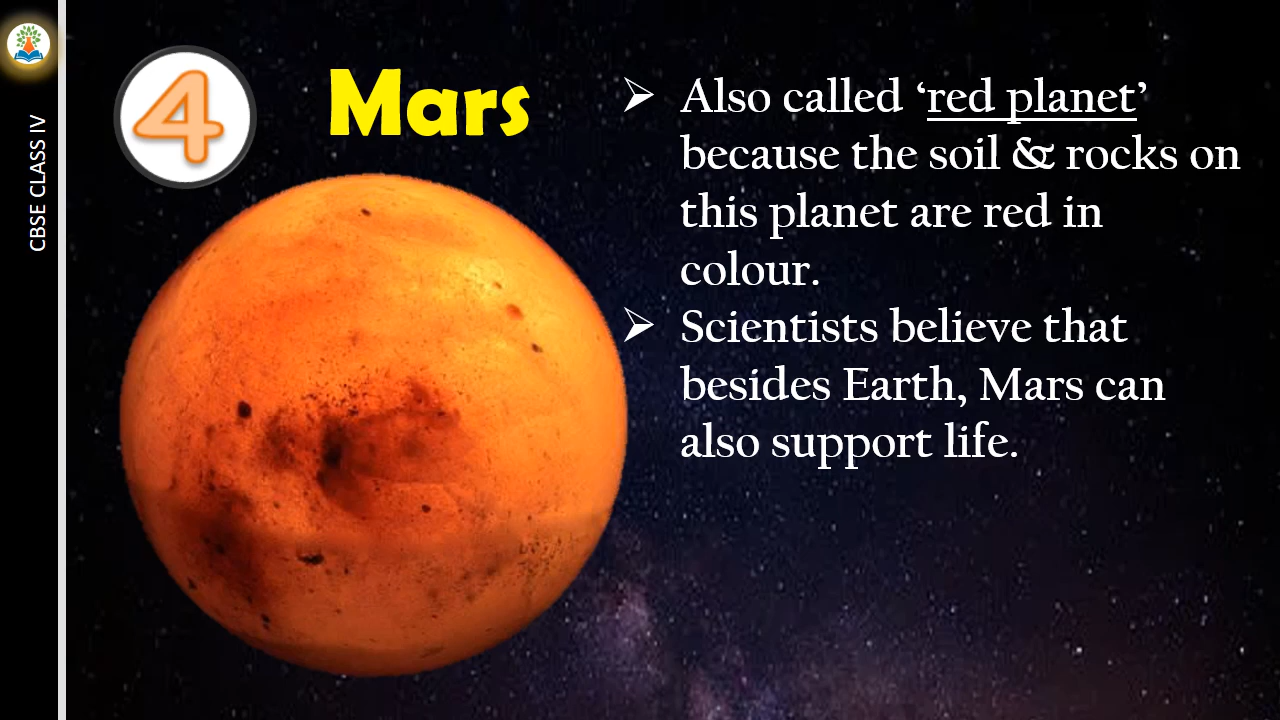 CBSE CLASS IV
4
Mars
➢ Also called ‘red planet’
because the soil & rocks on
this planet are red in
colour.
➢ Scientists believe that
besides Earth, Mars can
also support life.